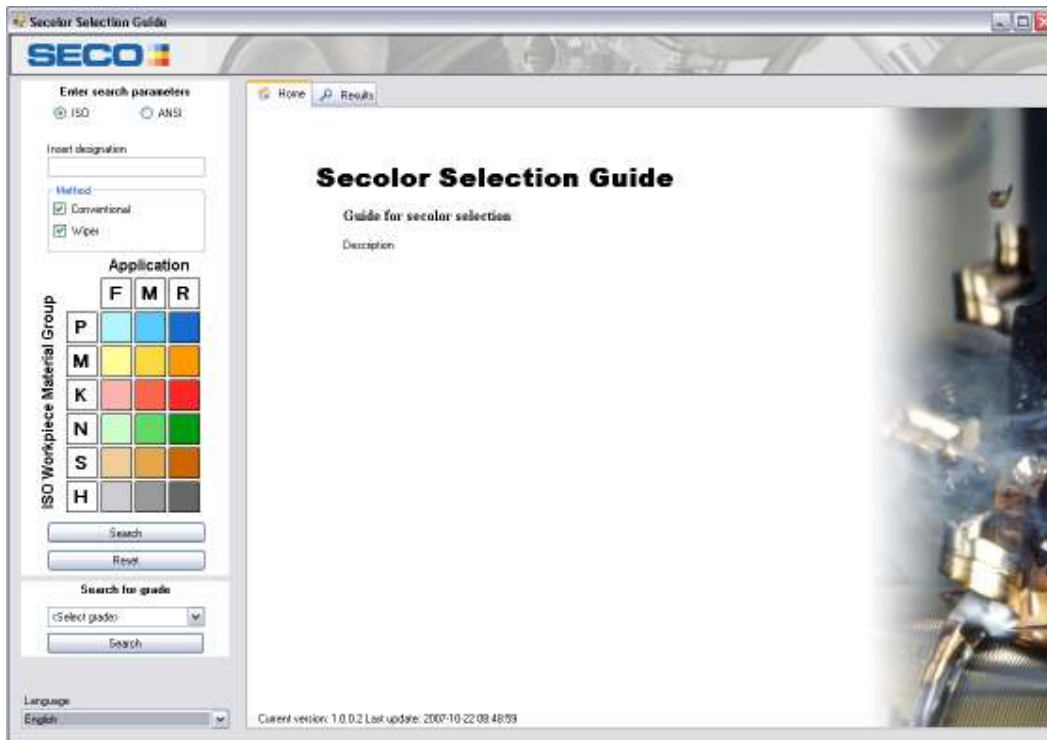 Secolor Selection Guide
SECO
Enter search parameters
ISO ANSI
Insert designation
Method
Conventional
Wiper
Application
F M R
ISO Workpiece Material Group
P
M
K
N
S
H
Search
Reset
Search for grade
<Select grade>
Search
Language
English
Home Results
Secolor Selection Guide
Guide for secolor selection
Description
Current version: 1.0.0.2 Last update: 2007-10-22 08:48:59